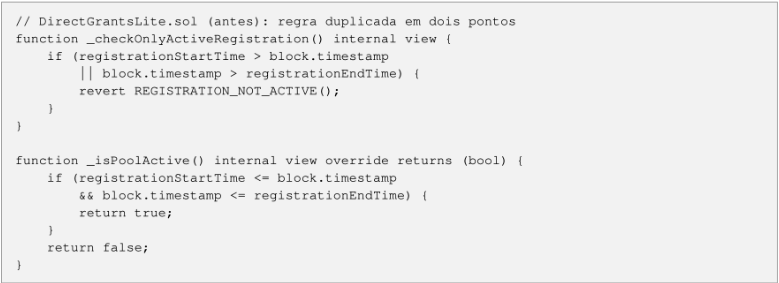 // DirectGrantsLite.sol (antes): regra duplicada em dois pontos
function _checkOnlyActiveRegistration() internal view {
    if (registrationStartTime > block.timestamp
        || block.timestamp > registrationEndTime) {
        revert REGISTRATION_NOT_ACTIVE();
    }
}

function _isPoolActive() internal view override returns (bool) {
    if (registrationStartTime <= block.timestamp
        && block.timestamp <= registrationEndTime) {
        return true;
    }
    return false;
}